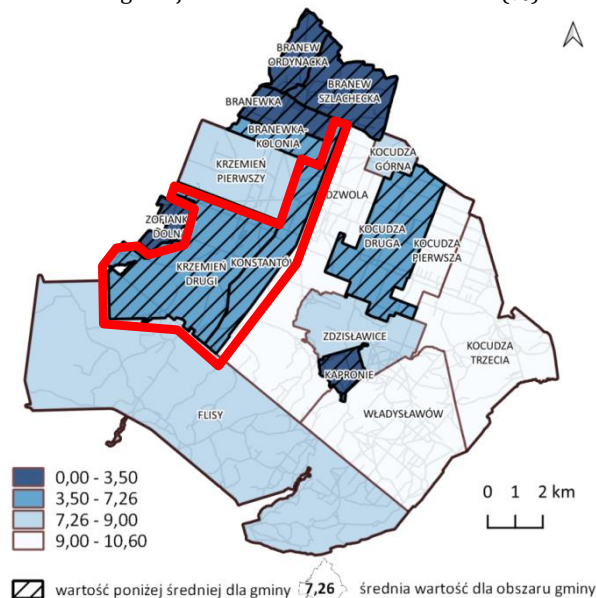 BRANEW
ORDYNACKA
BRANEW
SZLACHECKA
BRANEWKA
BRANEWKA-
KOLONIA
KOCUDZA
GÓRNA
KRZEMIEŃ
PIERWSZY
DZWOLA
KOCUDZA
DRUGA
KOCUDZA
PIERWSZA
KRZEMIEŃ
DRUGI
KONSTANTÓW
ZDZISŁAWICE
KOCUDZA
TRZECIA
KAPRONIE
FLISY
WŁADYSŁAWÓW
0,00 - 3,50
3,50 - 7,26
7,26 - 9,00
9,00 - 10,60
0 1 2 km
wartość poniżej średniej dla gminy
7,26 średnia wartość dla obszaru gminy